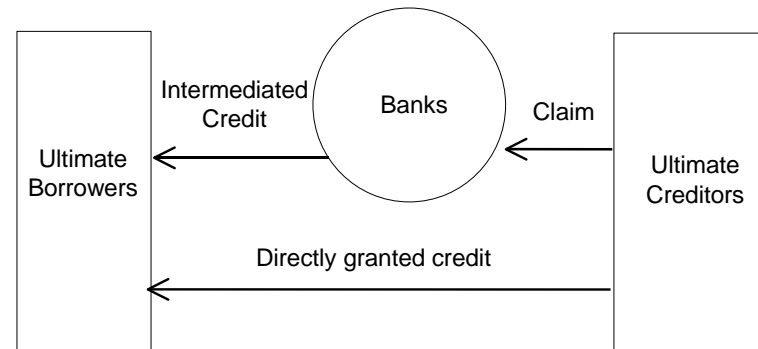 Intermediated
Credit
Banks
Claim
Ultimate
Borrowers
Ultimate
Creditors
Directly granted credit